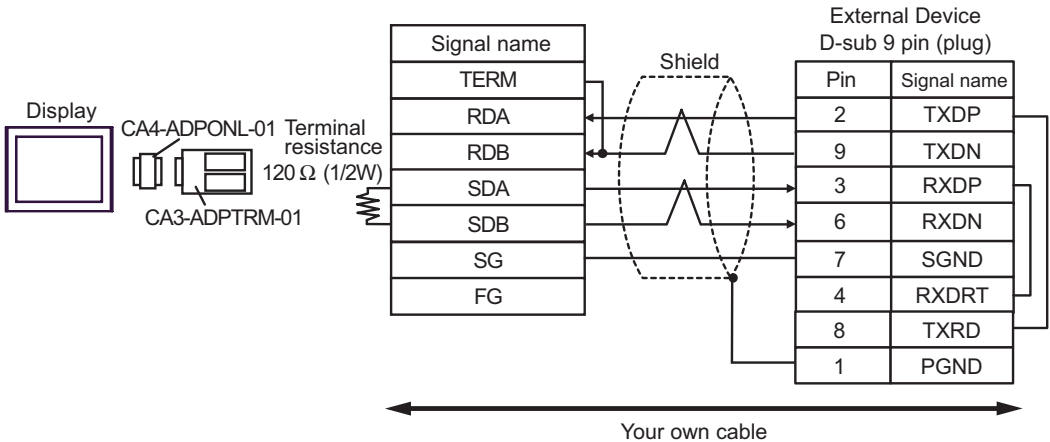 External Device
D-sub 9 pin (plug)
Signal name
Shield
Pin Signal name
TERM
Display
RDA
2 TXDP
CA4-ADPONL-01
Terminal
resistance
120 Ω (1/2W)
RDB
9 TXDN
SDA
3 RXDP
CA3-ADPTRM-01
SDB
6 RXDN
SG
7 SGND
FG
4 RXDRT
8 TXRD
1 PGND
Your own cable